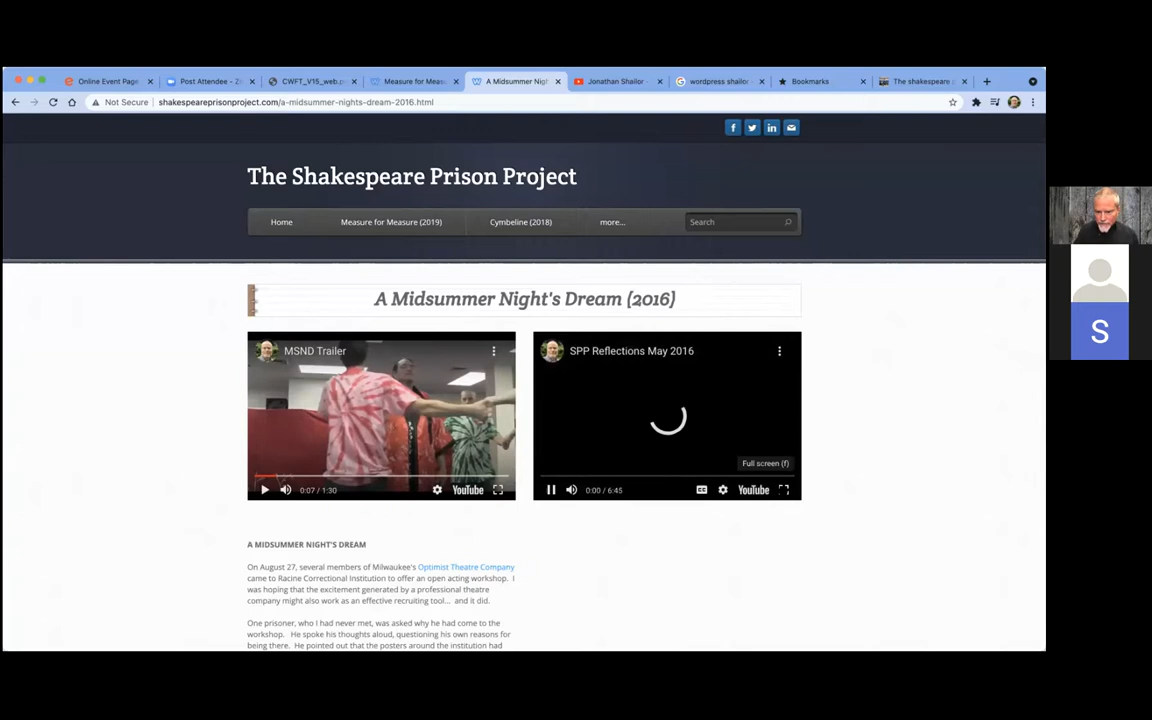 Online Event Page
Post Attendee - 2
CWFT_V15_web.p
Measure for Meas
A Midsummer Nigh
Jonathan Shailor
wordpress shailor -
Bookmarks
The shakespeare p
Not Secure
shakespeareprisonproject.com/a-midsummer-nights-dream-2016.html
The Shakespeare Prison Project
Home
Measure for Measure (2019)
Cymbeline (2018)
more...
Search
A Midsummer Night's Dream (2016)
MSND Trailer
0:07 / 1:30
YouTube
SPP Reflections May 2016
Full screen (f)
0:00 / 6:45
CC
YouTube
A MIDSUMMER NIGHT'S DREAM
On August 27, several members of Milwaukee's Optimist Theatre Company
came to Racine Correctional Institution to offer an open acting workshop. I
was hoping that the excitement generated by a professional theatre
company might also work as an effective recruiting tool... and it did.
One prisoner, who I had never met, was asked why he had come to the
workshop. He spoke his thoughts aloud, questioning his own reasons for
being there. He pointed out that the posters around the institution had
S